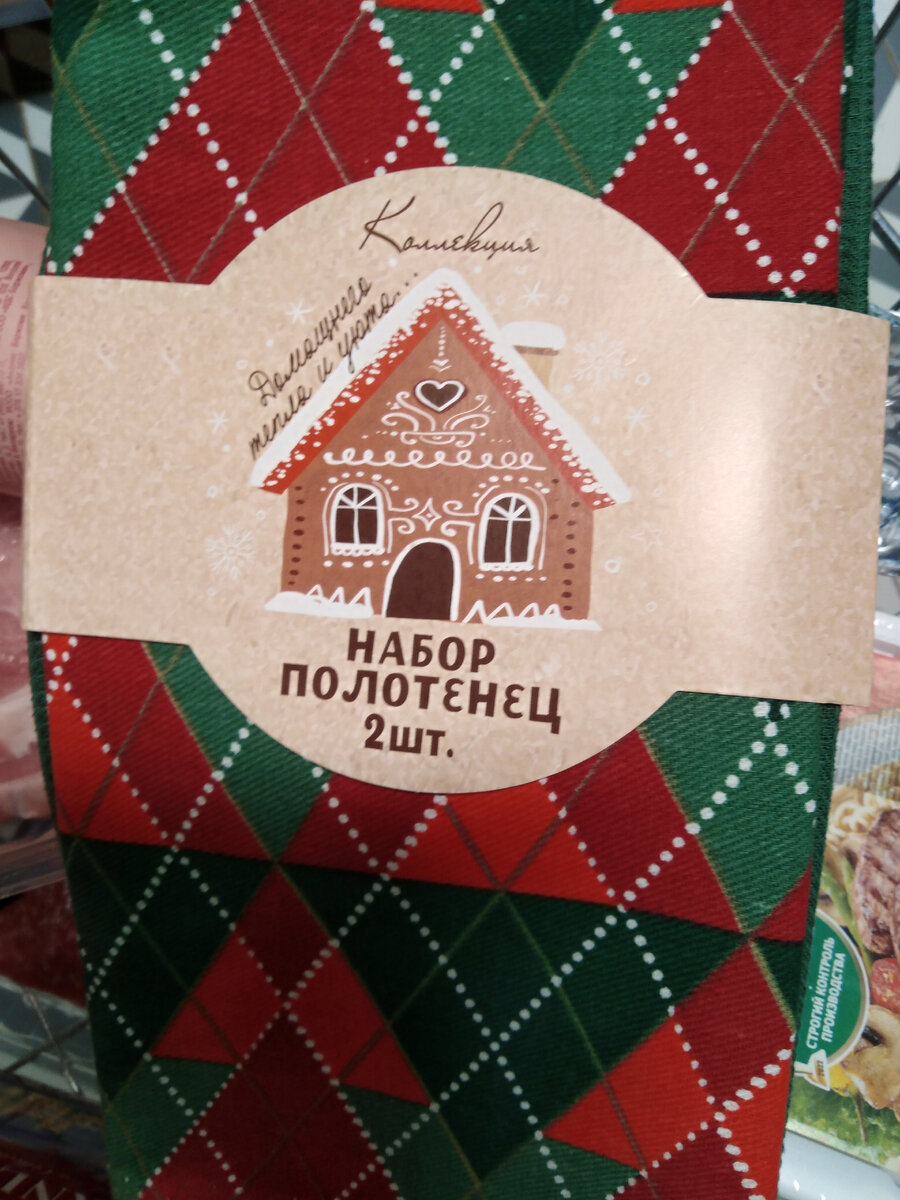 Коллекция
Домашнего
тепла и уюта...
НАБОР
ПОЛОТЕНЕЦ
2шт.
СТРОГИЙ КОНТРОЛЬ
ПРОИЗВОДСТВА